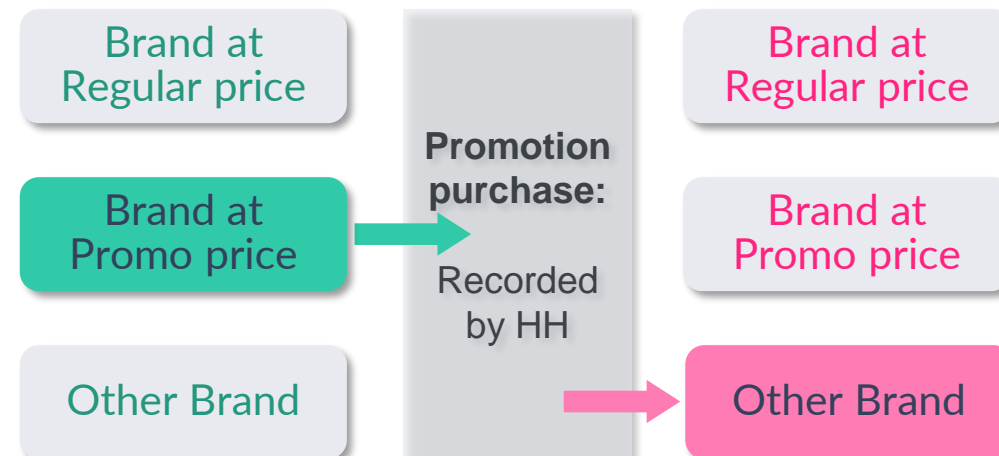 Brand at
Regular price
Brand at
Promo price
Other Brand
Promotion
purchase:
Recorded
by HH
Brand at
Regular price
Brand at
Promo price
Other Brand